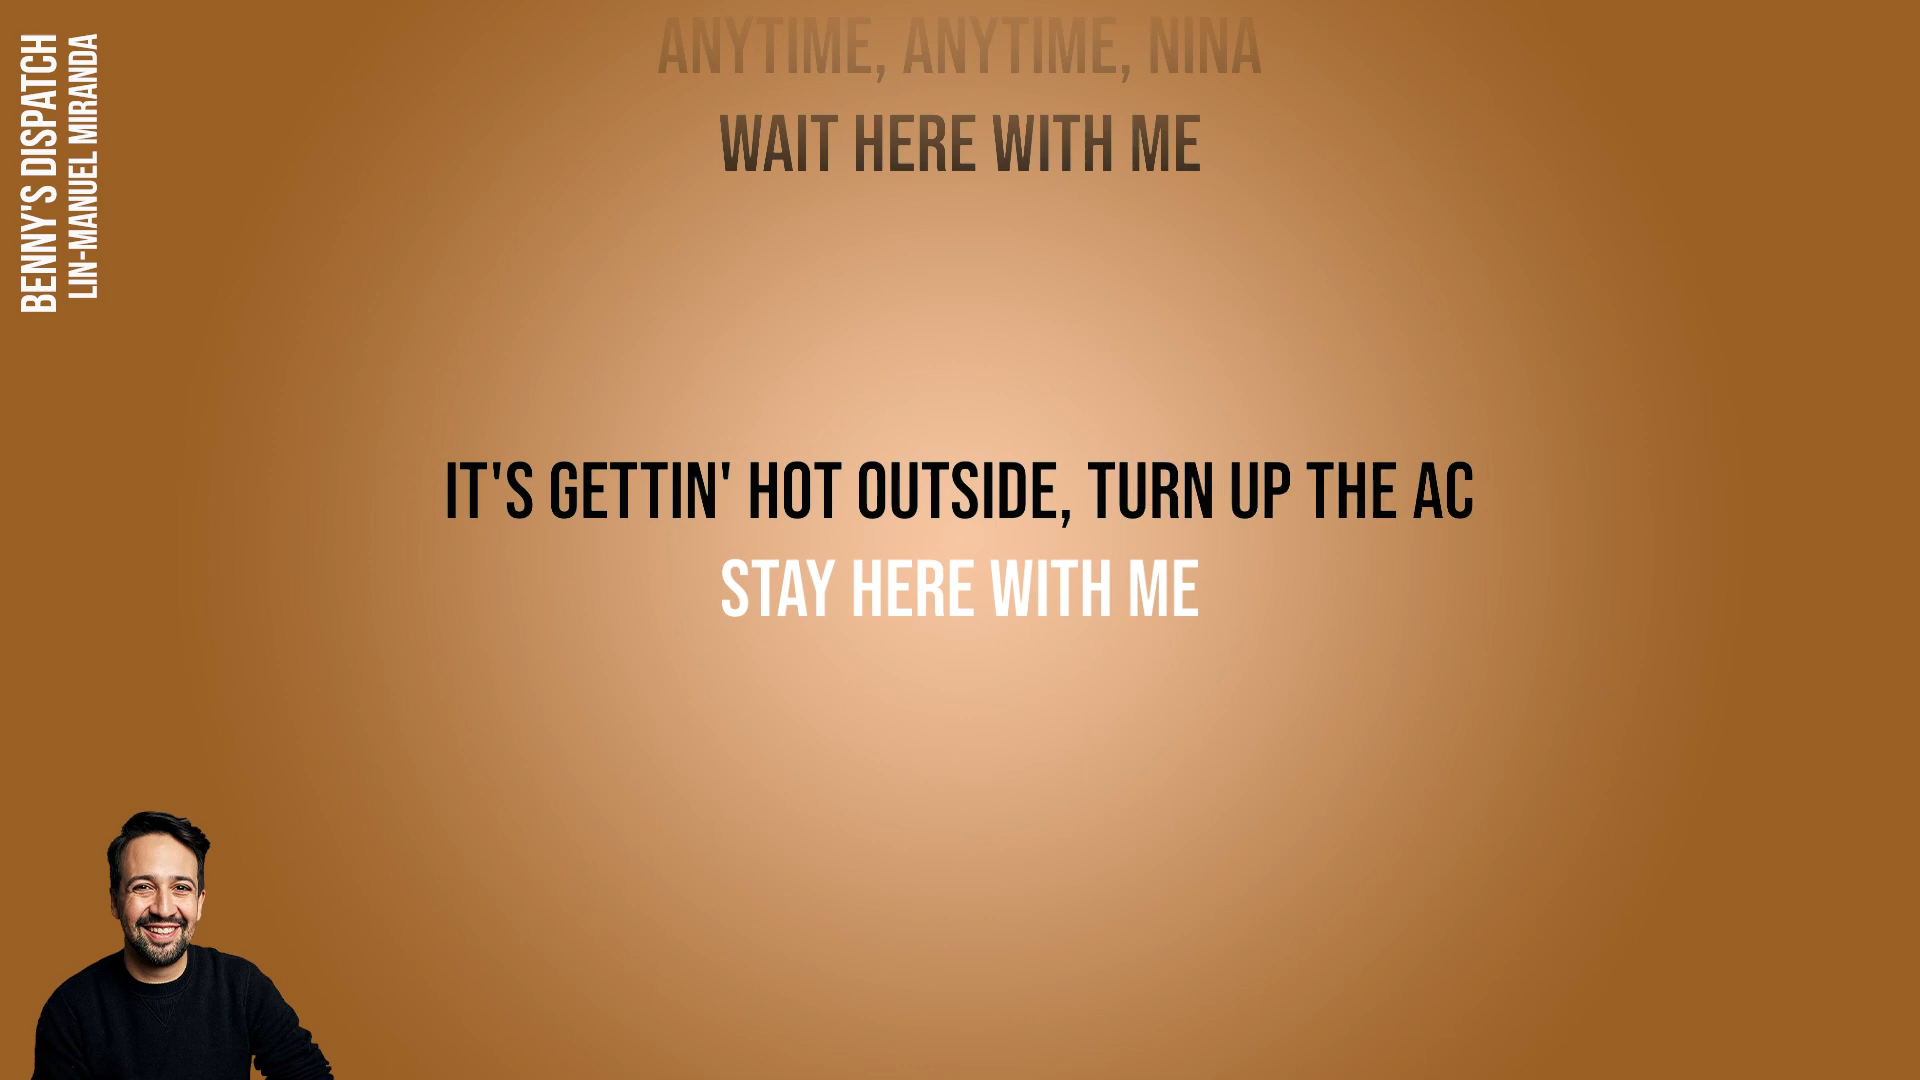 BENNY'S DISPATCH
LIN-MANUEL MIRANDA
ANYTIME, ANYTIME, NINA
WAIT HERE WITH ME
IT'S GETTIN' HOT OUTSIDE, TURN UP THE AC
STAY HERE WITH ME